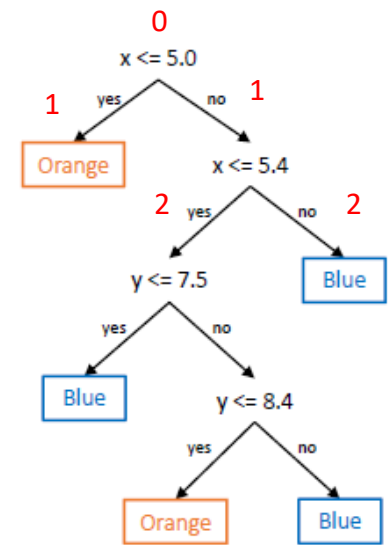 0
x <= 5.0
1 yes no 1
Orange
x <= 5.4
2 yes no 2
y <= 7.5
Blue
yes no
Blue
y <= 8.4
yes no
Orange
Blue